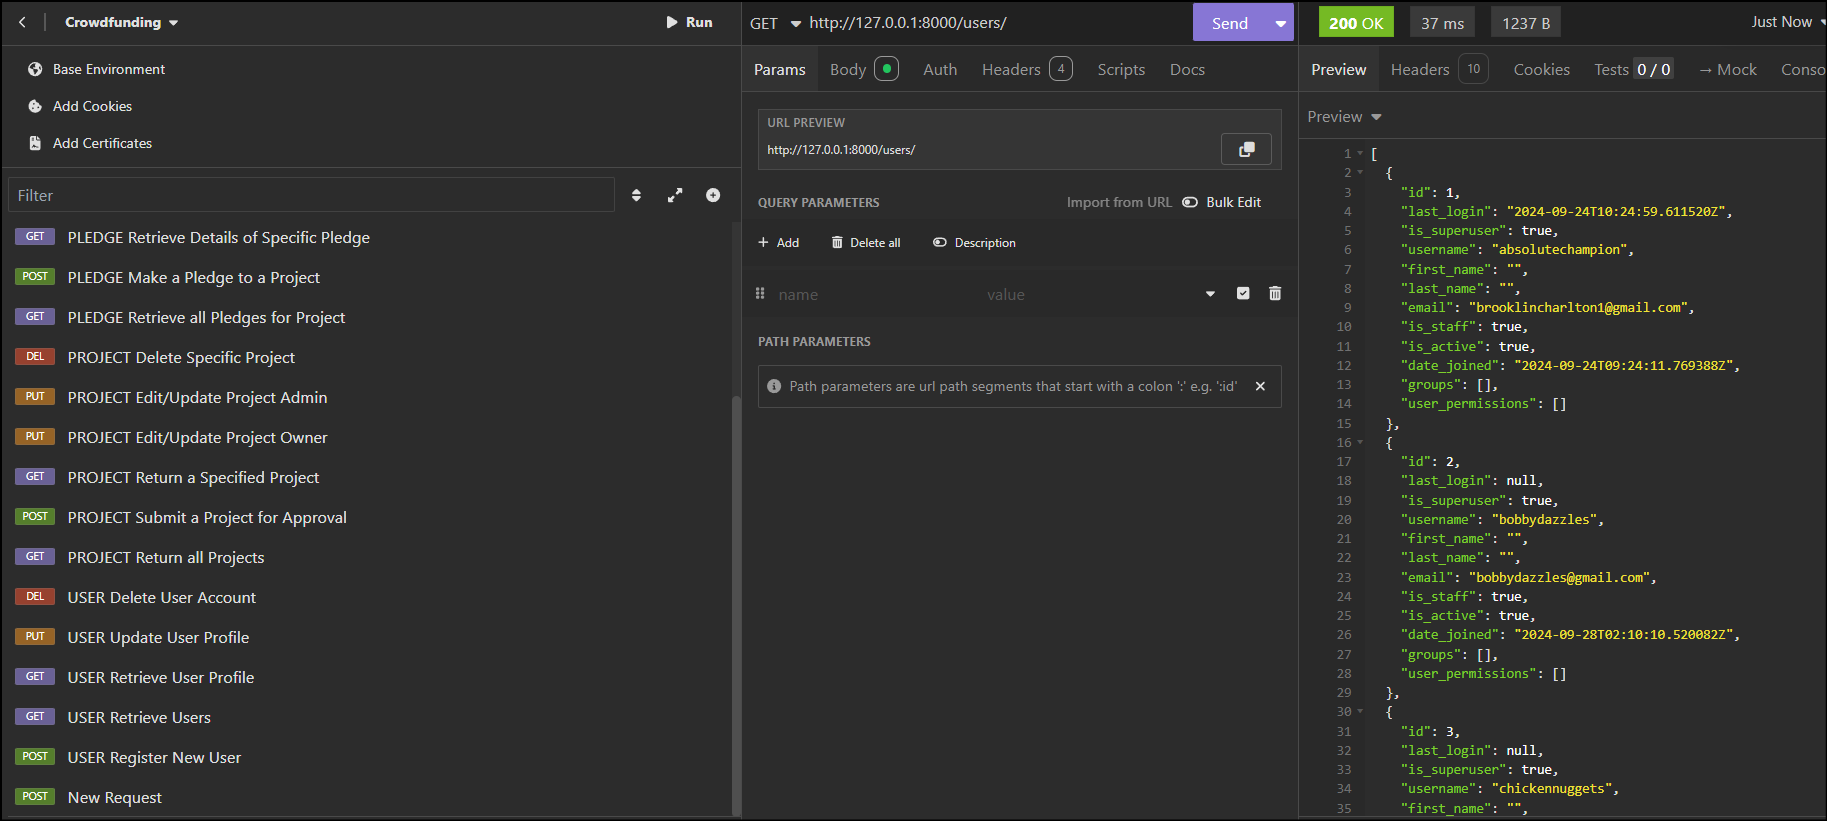 Crowdfunding
Run
Base Environment
Add Cookies
Add Certificates
Filter
GET PLEDGE Retrieve Details of Specific Pledge
POST PLEDGE Make a Pledge to a Project
GET PLEDGE Retrieve all Pledges for Project
DEL PROJECT Delete Specific Project
PUT PROJECT Edit/Update Project Admin
PUT PROJECT Edit/Update Project Owner
GET PROJECT Return a Specified Project
POST PROJECT Submit a Project for Approval
GET PROJECT Return all Projects
DEL USER Delete User Account
PUT USER Update User Profile
GET USER Retrieve User Profile
GET USER Retrieve Users
POST USER Register New User
POST New Request
GET http://127.0.0.1:8000/users/ Send
Params Body Auth Headers 4 Scripts Docs
URL PREVIEW
http://127.0.0.1:8000/users/
QUERY PARAMETERS Import from URL Bulk Edit
+ Add Delete all Description
name value
PATH PARAMETERS
Path parameters are url path segments that start with a colon ':' e.g. ':id'
200 OK 37 ms 1237 B Just Now
Preview Headers 10 Cookies Tests 0 / 0 → Mock Conso
Preview
1 [
2 {
3 "id": 1,
4 "last_login": "2024-09-24T10:24:59.611520Z",
5 "is_superuser": true,
6 "username": "absolutechampion",
7 "first_name": "",
8 "last_name": "",
9 "email": "brooklincharlton1@gmail.com",
10 "is_staff": true,
11 "is_active": true,
12 "date_joined": "2024-09-24T09:24:11.769388Z",
13 "groups": [],
14 "user_permissions": []
15 },
16 {
17 "id": 2,
18 "last_login": null,
19 "is_superuser": true,
20 "username": "bobbydazzles",
21 "first_name": "",
22 "last_name": "",
23 "email": "bobbydazzles@gmail.com",
24 "is_staff": true,
25 "is_active": true,
26 "date_joined": "2024-09-28T02:10:10.520082Z",
27 "groups": [],
28 "user_permissions": []
29 },
30 {
31 "id": 3,
32 "last_login": null,
33 "is_superuser": true,
34 "username": "chickennuggets",
35 "first_name": "",